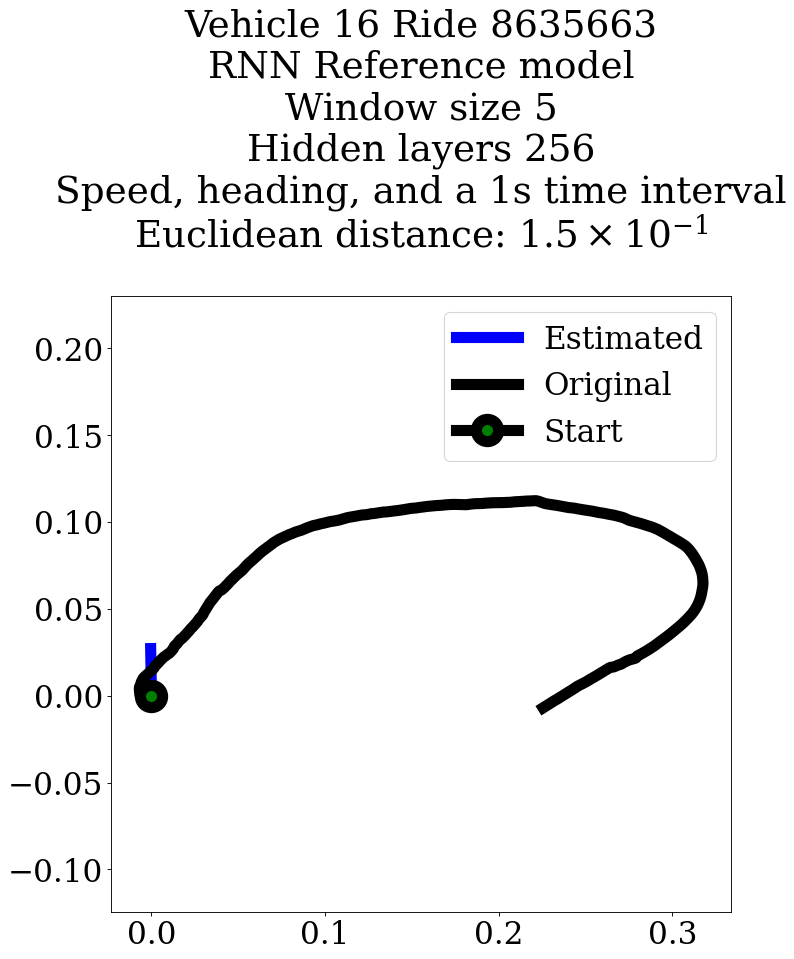 Vehicle 16 Ride 8635663
RNN Reference model
Window size 5
Hidden layers 256
Speed, heading, and a 1s time interval
Euclidean distance: 1.5 × 10⁻¹
Estimated
Original
Start
0.20
0.15
0.10
0.05
0.00
−0.05
−0.10
0.0 0.1 0.2 0.3